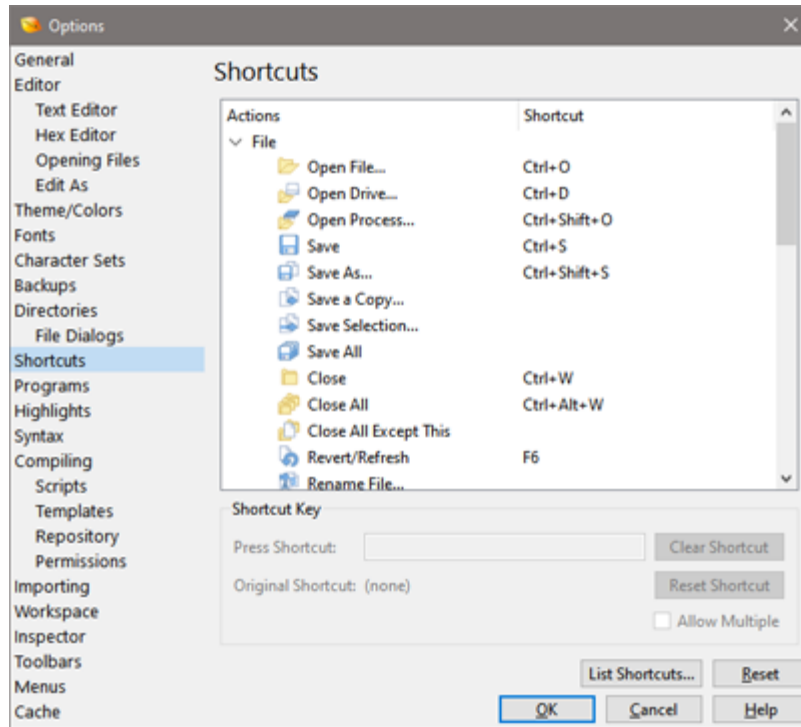 Options
General
Editor
Text Editor
Hex Editor
Opening Files
Edit As
Theme/Colors
Fonts
Character Sets
Backups
Directories
File Dialogs
Shortcuts
Programs
Highlights
Syntax
Compiling
Scripts
Templates
Repository
Permissions
Importing
Workspace
Inspector
Toolbars
Menus
Cache
Shortcuts
Actions Shortcut
File
Open File... Ctrl+O
Open Drive... Ctrl+D
Open Process... Ctrl+Shift+O
Save Ctrl+S
Save As... Ctrl+Shift+S
Save a Copy...
Save Selection...
Save All
Close Ctrl+W
Close All Ctrl+Alt+W
Close All Except This
Revert/Refresh F6
Rename File...
Shortcut Key
Press Shortcut: Clear Shortcut
Original Shortcut: (none) Reset Shortcut
Allow Multiple
List Shortcuts... Reset
OK Cancel Help